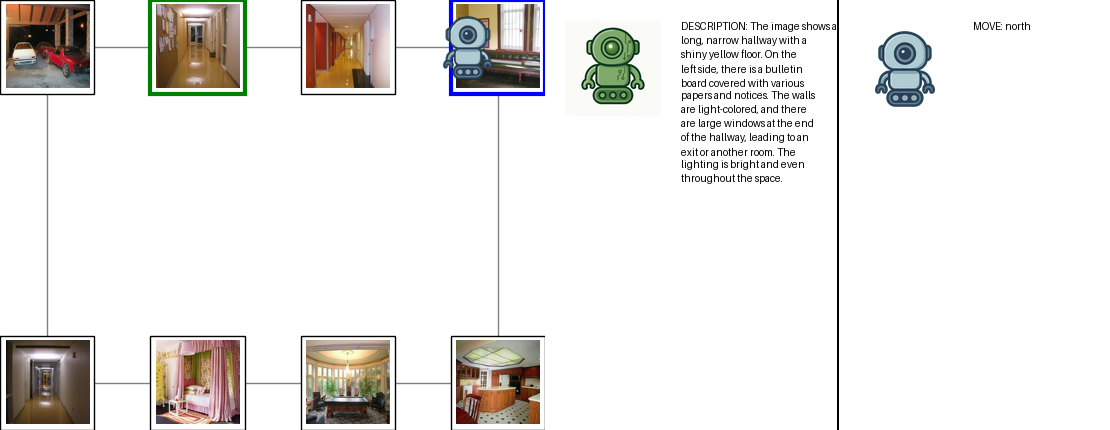 DESCRIPTION: The image shows a
long, narrow hallway with a
shiny yellow floor. On the
left side, there is a bulletin
board covered with various
papers and notices. The walls
are light-colored, and there
are large windows at the end
of the hallway, leading to an
exit or another room. The
lighting is bright and even
throughout the space.
MOVE: north